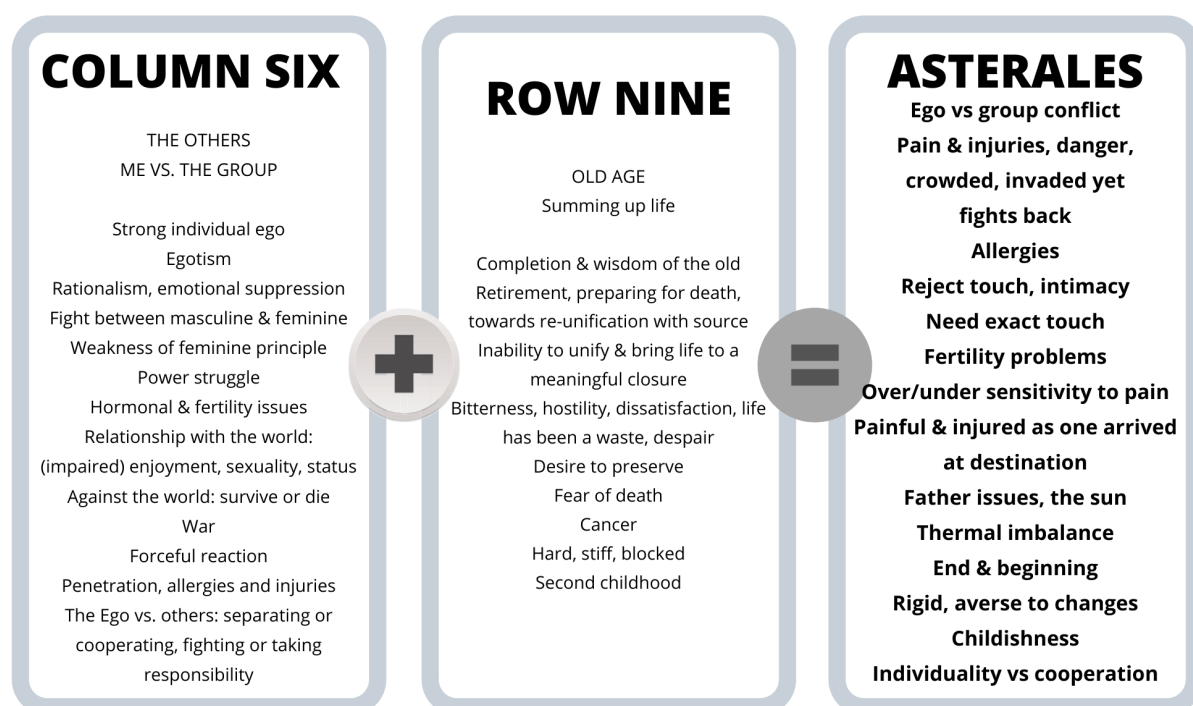 COLUMN SIX
THE OTHERS
ME VS. THE GROUP
Strong individual ego
Egotism
Rationalism, emotional suppression
Fight between masculine & feminine
Weakness of feminine principle
Power struggle
Hormonal & fertility issues
Relationship with the world:
(impaired) enjoyment, sexuality, status
Against the world: survive or die
War
Forceful reaction
Penetration, allergies and injuries
The Ego vs. others: separating or
cooperating, fighting or taking
responsibility
ROW NINE
OLD AGE
Summing up life
Completion & wisdom of the old
Retirement, preparing for death,
towards re-unification with source
Inability to unify & bring life to a
meaningful closure
Bitterness, hostility, dissatisfaction, life
has been a waste, despair
Desire to preserve
Fear of death
Cancer
Hard, stiff, blocked
Second childhood
ASTERALES
Ego vs group conflict
Pain & injuries, danger,
crowded, invaded yet
fights back
Allergies
Reject touch, intimacy
Need exact touch
Fertility problems
Over/under sensitivity to pain
Painful & injured as one arrived
at destination
Father issues, the sun
Thermal imbalance
End & beginning
Rigid, averse to changes
Childishness
Individuality vs cooperation